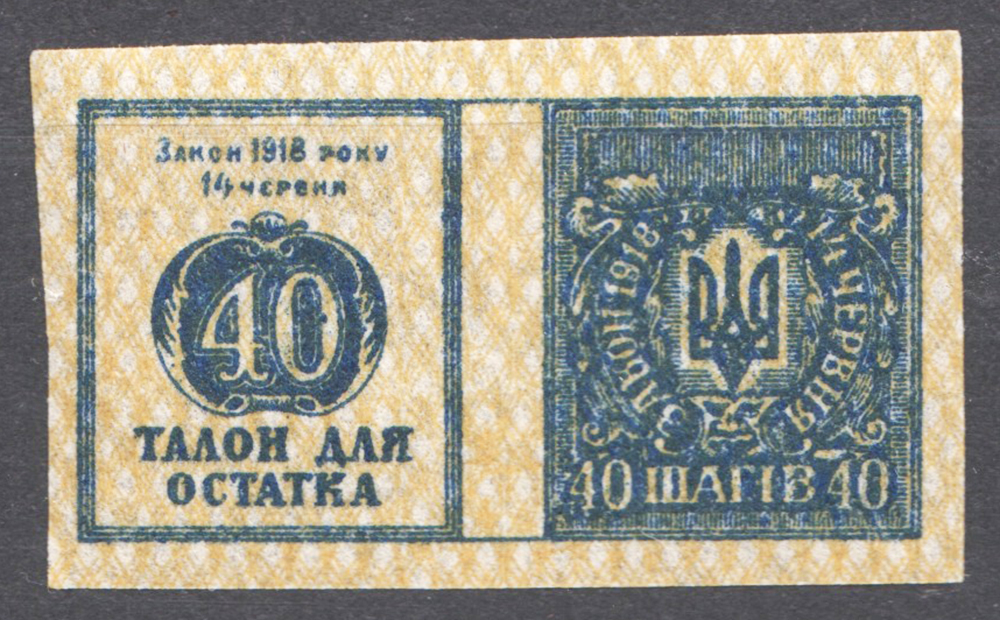 Закон 1918 року
14 червня
40
ТАЛОН ДЛЯ
ОСТАТКА
ЗАКОН 1918
14 ЧЕРВНЯ
40 ШАГІВ 40